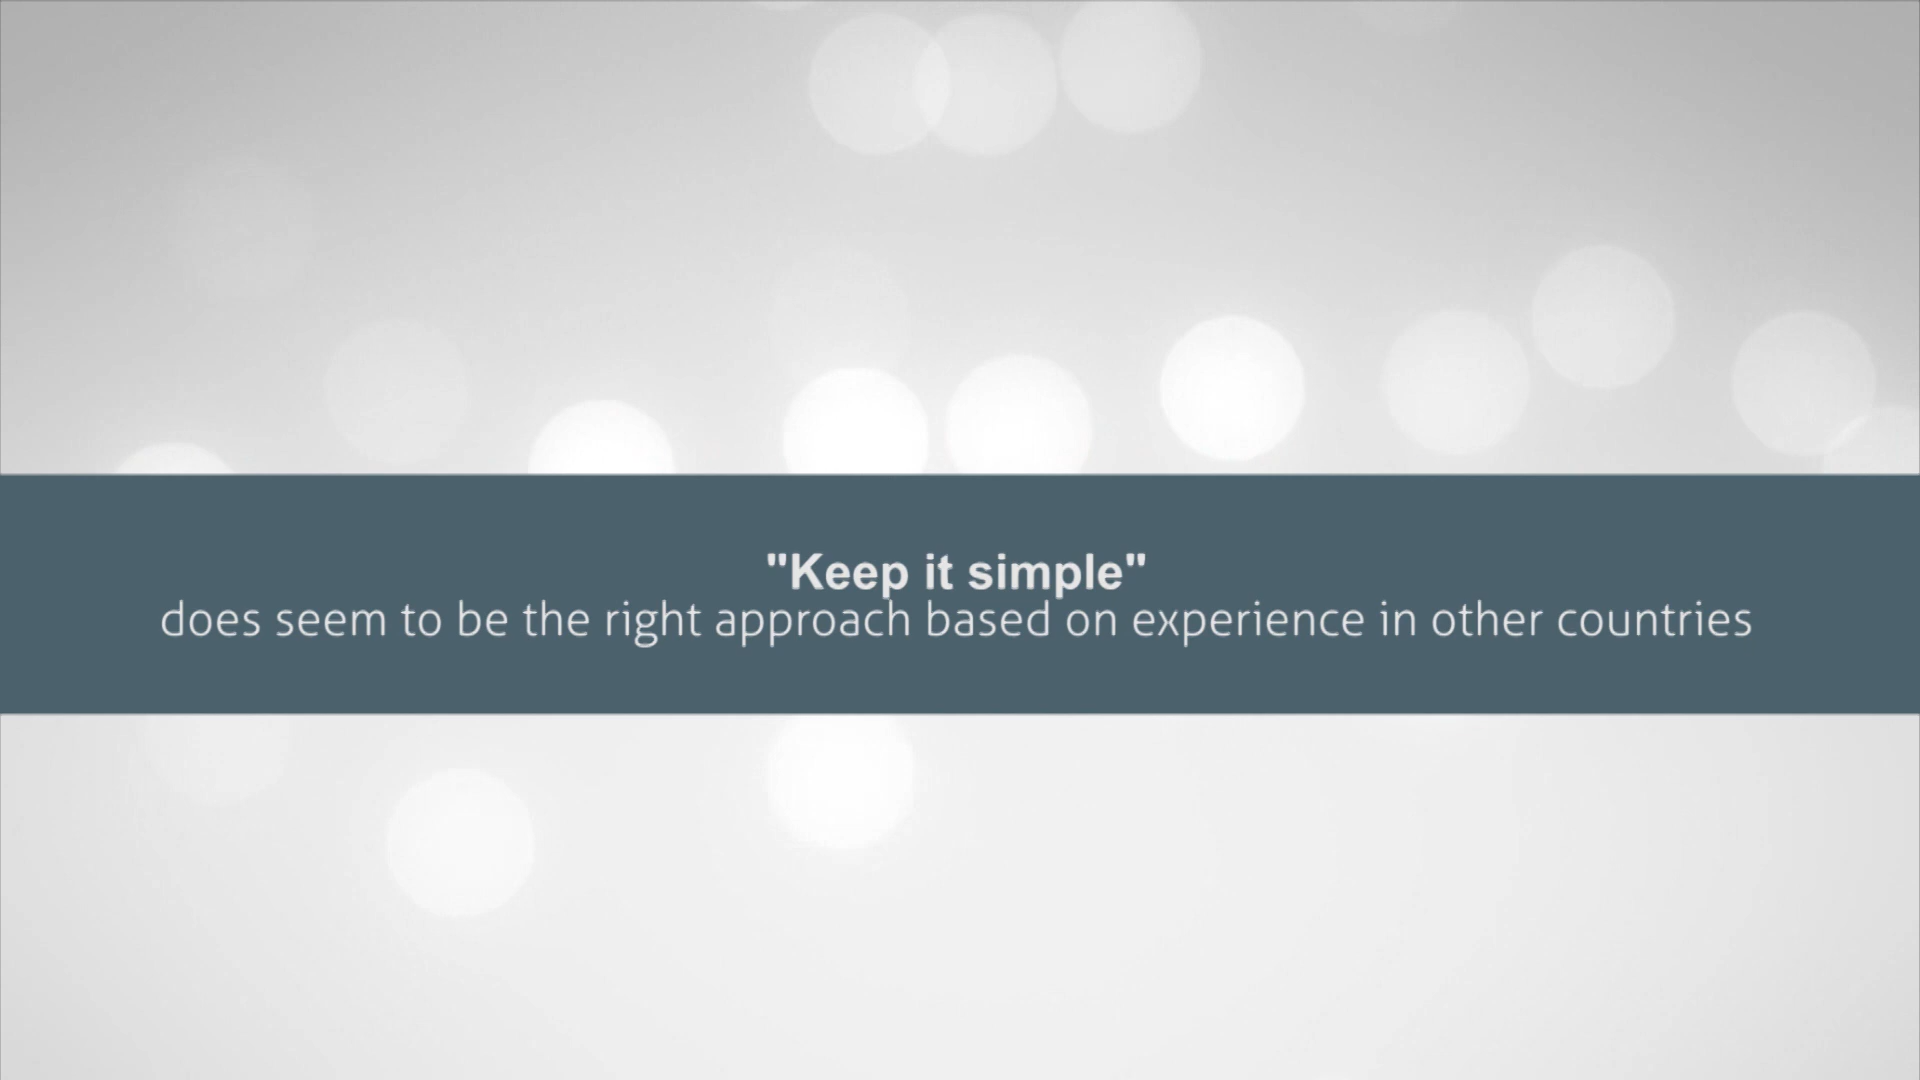 "Keep it simple"
does seem to be the right approach based on experience in other countries